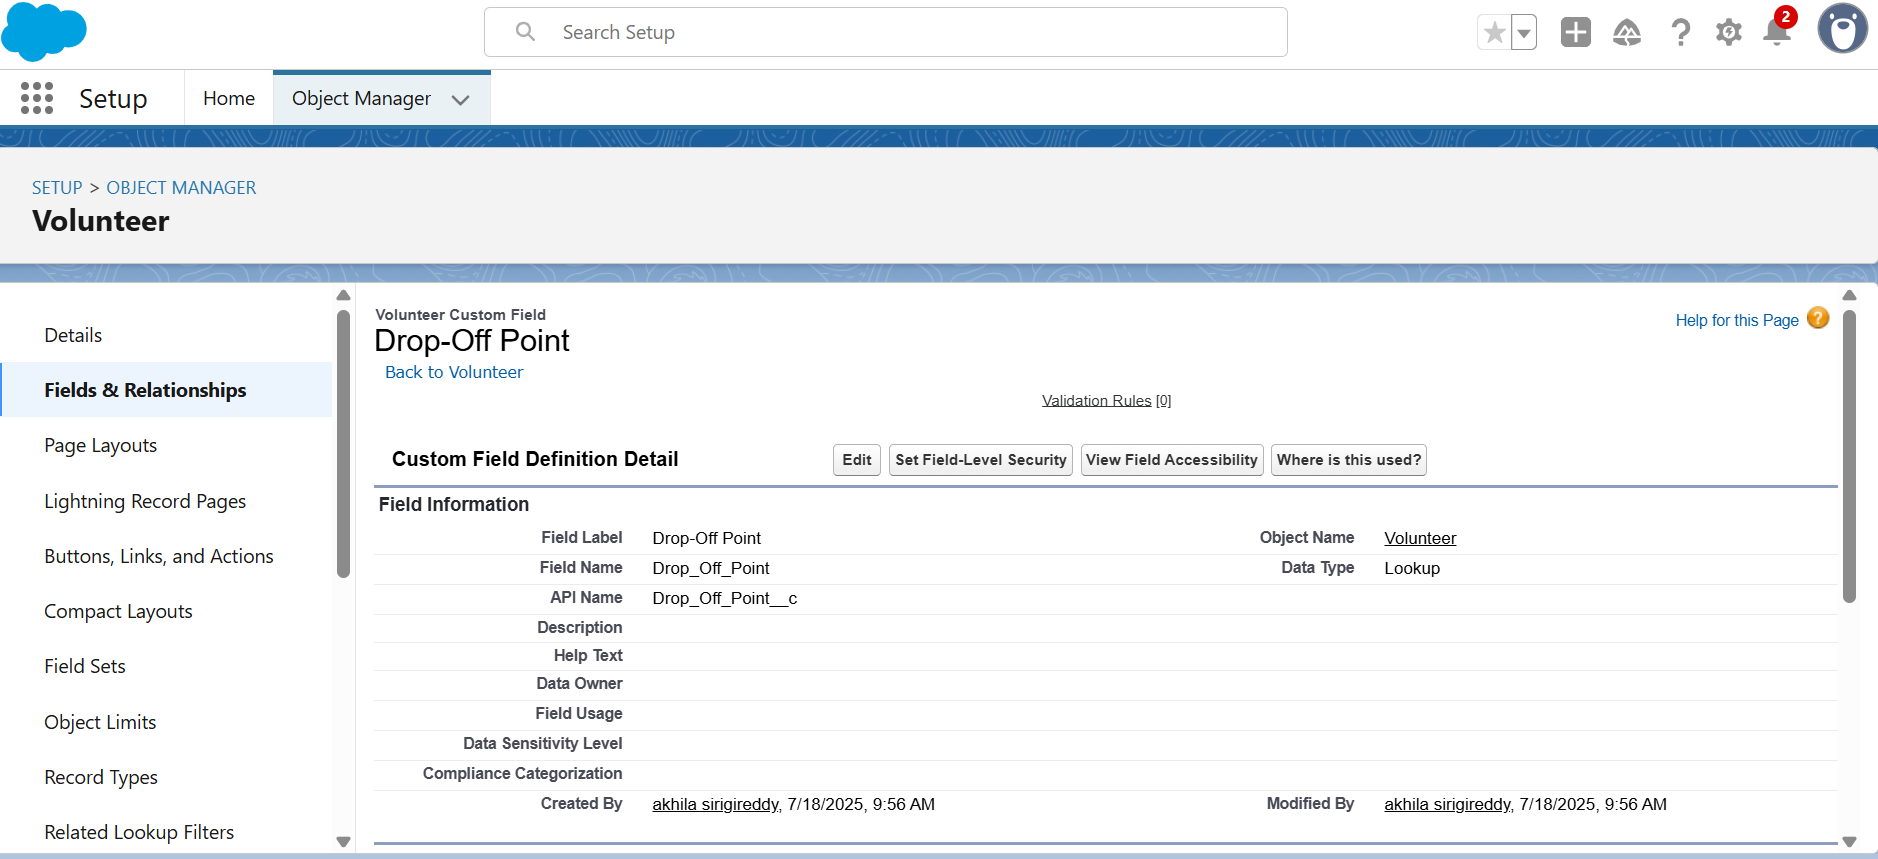 Search Setup
2
Setup
Home
Object Manager
SETUP > OBJECT MANAGER
Volunteer
Details
Fields & Relationships
Page Layouts
Lightning Record Pages
Buttons, Links, and Actions
Compact Layouts
Field Sets
Object Limits
Record Types
Related Lookup Filters
Volunteer Custom Field
Drop-Off Point
Back to Volunteer
Help for this Page ?
Validation Rules [0]
Custom Field Definition Detail
Edit
Set Field-Level Security
View Field Accessibility
Where is this used?
Field Information
Field Label Drop-Off Point Object Name Volunteer
Field Name Drop_Off_Point Data Type Lookup
API Name Drop_Off_Point__c
Description
Help Text
Data Owner
Field Usage
Data Sensitivity Level
Compliance Categorization
Created By akhila sirigireddy, 7/18/2025, 9:56 AM Modified By akhila sirigireddy, 7/18/2025, 9:56 AM